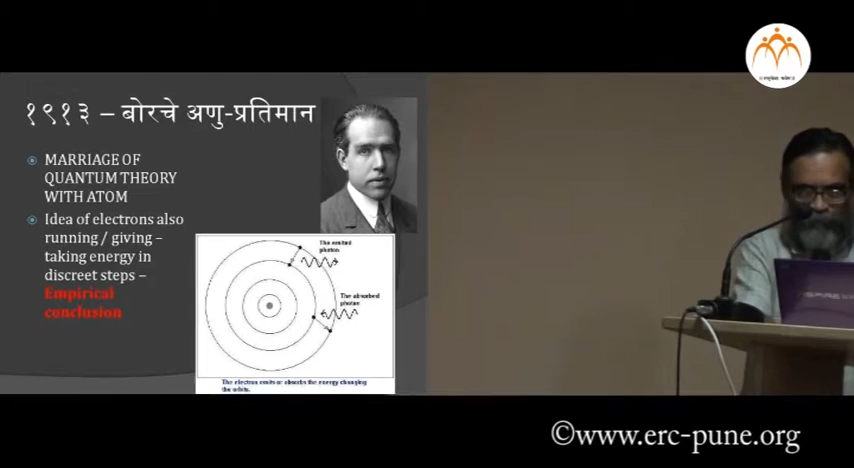 १९१३ – बोरचे अणु-प्रतिमान
MARRIAGE OF
QUANTUM THEORY
WITH ATOM
Idea of electrons also
running / giving –
taking energy in
discreet steps –
Empirical
conclusion
The emitted
photon
The absorbed
photon
The electron emits or absorbs the energy changing
the orbits.
©www.erc-pune.org